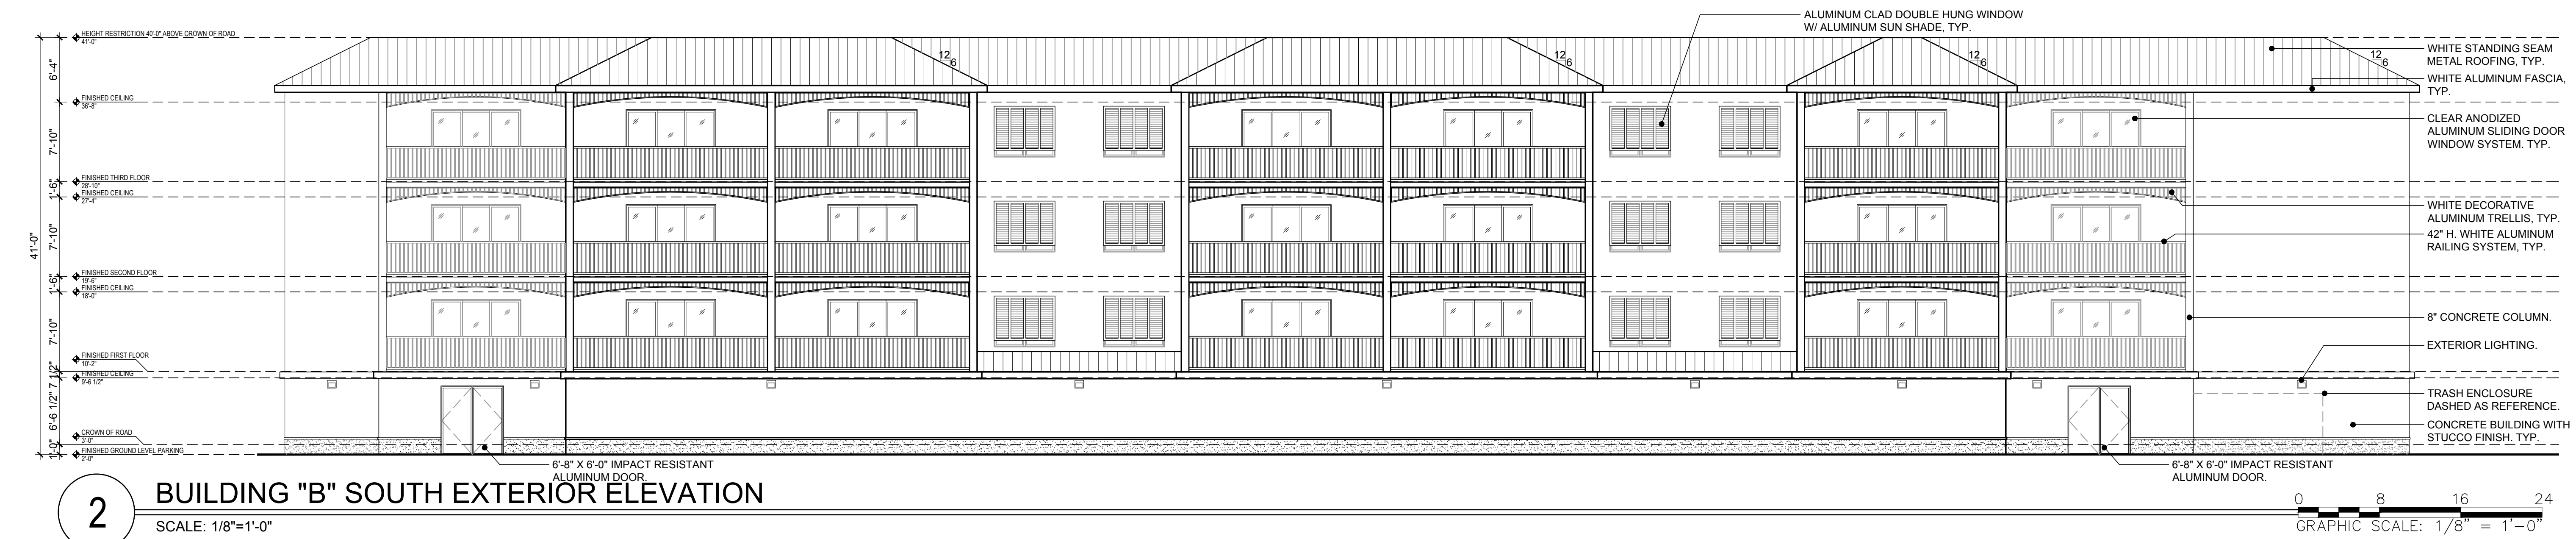 ALUMINUM CLAD DOUBLE HUNG WINDOW
W/ ALUMINUM SUN SHADE, TYP.
HEIGHT RESTRICTION 40'-0" ABOVE CROWN OF ROAD
41'-0"
6'-4"
12
6
12
6
12
6
12
6
WHITE STANDING SEAM
METAL ROOFING, TYP.
WHITE ALUMINUM FASCIA,
TYP.
FINISHED CEILING
36'-8"
CLEAR ANODIZED
ALUMINUM SLIDING DOOR
WINDOW SYSTEM. TYP.
7'-10"
FINISHED THIRD FLOOR
28'-10"
1'-6"
FINISHED CEILING
27'-4"
WHITE DECORATIVE
ALUMINUM TRELLIS, TYP.
42" H. WHITE ALUMINUM
RAILING SYSTEM, TYP.
41'-0"
7'-10"
FINISHED SECOND FLOOR
19'-6"
1'-6"
FINISHED CEILING
18'-0"
8" CONCRETE COLUMN.
7'-10"
EXTERIOR LIGHTING.
FINISHED FIRST FLOOR
10'-2"
7 1/2"
FINISHED CEILING
9'-6 1/2"
TRASH ENCLOSURE
DASHED AS REFERENCE.
6'-6 1/2"
CONCRETE BUILDING WITH
STUCCO FINISH. TYP.
CROWN OF ROAD
3'-0"
1'-0"
FINISHED GROUND LEVEL PARKING
2'-0"
6'-8" X 6'-0" IMPACT RESISTANT
ALUMINUM DOOR.
6'-8" X 6'-0" IMPACT RESISTANT
ALUMINUM DOOR.
2
BUILDING "B" SOUTH EXTERIOR ELEVATION
SCALE: 1/8"=1'-0"
0 8 16 24
GRAPHIC SCALE: 1/8" = 1'-0"